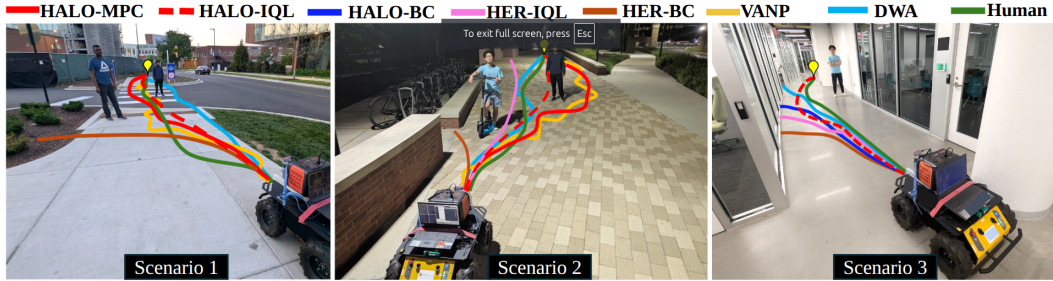 HALO-MPC HALO-IQL HALO-BC HER-IQL HER-BC VANP DWA Human
To exit full screen, press Esc
Scenario 1 Scenario 2 Scenario 3